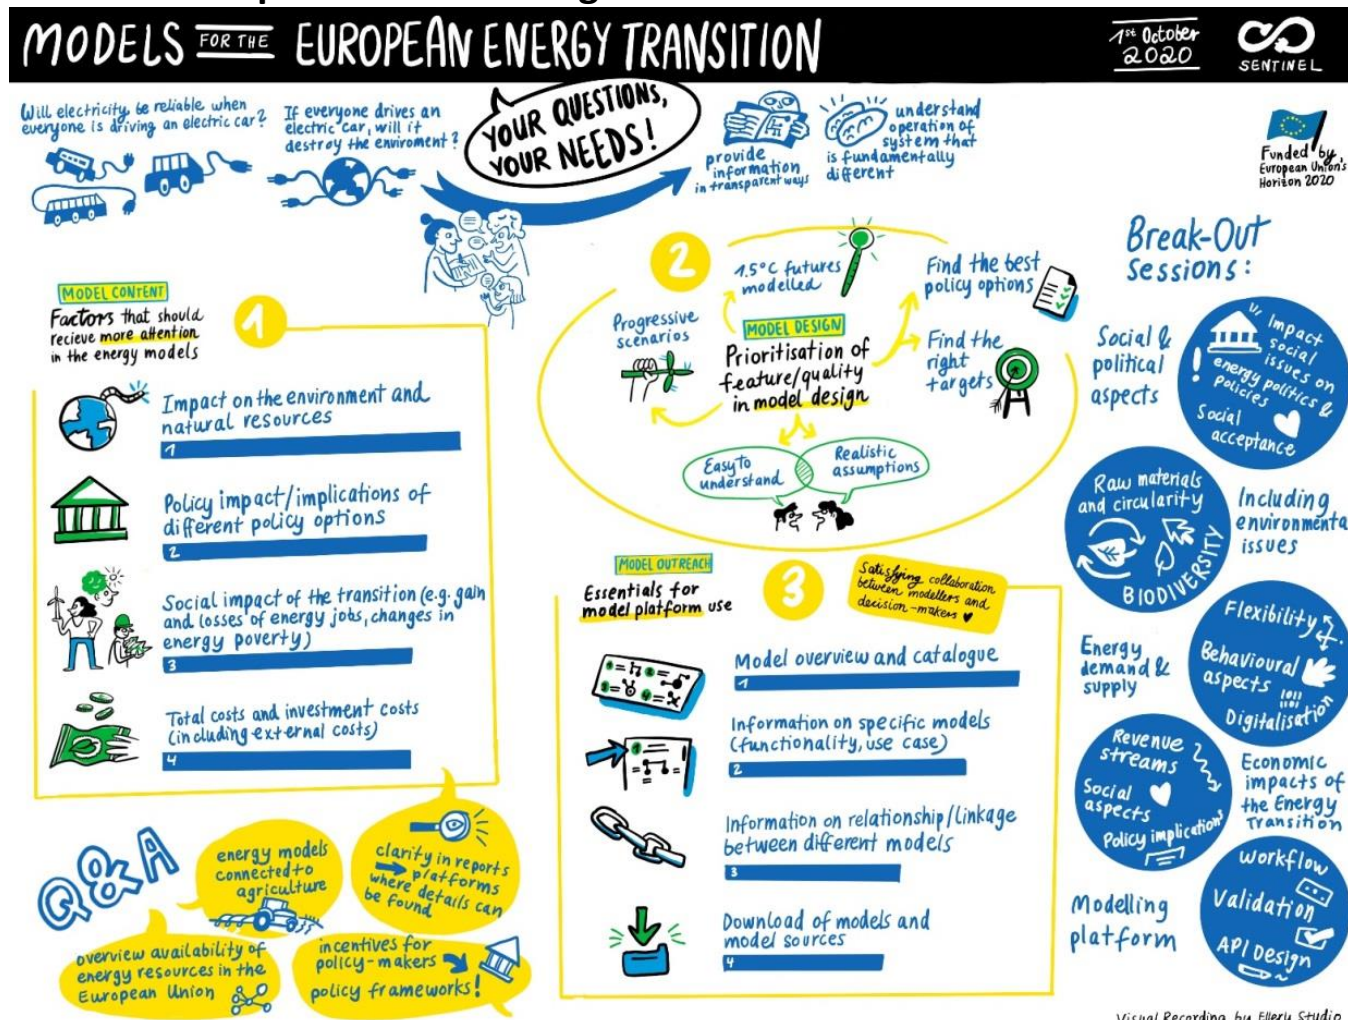 MODELS FOR THE EUROPEAN ENERGY TRANSITION
1st October
2020
SENTINEL
Will electricity be reliable when
everyone is driving an electric car?
If everyone drives an
electric car, will it
destroy the enviroment?
YOUR QUESTIONS,
YOUR NEEDS!
provide
information
in transparent ways
understand
operation of
system that
is fundamentally
different
Funded by
European Union's
Horizon 2020
MODEL CONTENT
Factors that should
recieve more attention
in the energy models
1
Impact on the environment and
natural resources
1
Policy impact/implications of
different policy options
2
Social impact of the transition (e.g. gain
and losses of energy jobs, changes in
energy poverty)
3
Total costs and investment costs
(including external costs)
4
2
1.5°C futures
modelled
Find the best
policy options
Progressive
scenarios
MODEL DESIGN
Prioritisation of
feature/quality
in model design
Find the
right
targets
Easy to
understand
Realistic
assumptions
MODEL OUTREACH
Essentials for
model platform use
3
Satisfying collaboration
between modellers and
decision-makers
Model overview and catalogue
1
Information on specific models
(functionality, use case)
2
Information on relationship/linkage
between different models
3
Download of models and
model sources
4
Q&A
energy models
connected to
agriculture
clarity in reports
platforms
where details can
be found
overview availability of
energy resources in the
European Union
incentives for
policy-makers
policy frameworks!
Break-Out
Sessions:
Social &
political
aspects
Impact
social
issues on
energy politics &
policies
Social
acceptance
Raw materials
and circularity
BIODIVERSITY
Including
environmenta
issues
Energy
demand &
supply
Flexibility
Behavioural
aspects
Digitalisation
Revenue
streams
Social
aspects
Policy implications
Economic
impacts of
the Energy
Transition
Modelling
platform
Workflow
Validation
API Design
Visual Recording by Ellery Studio